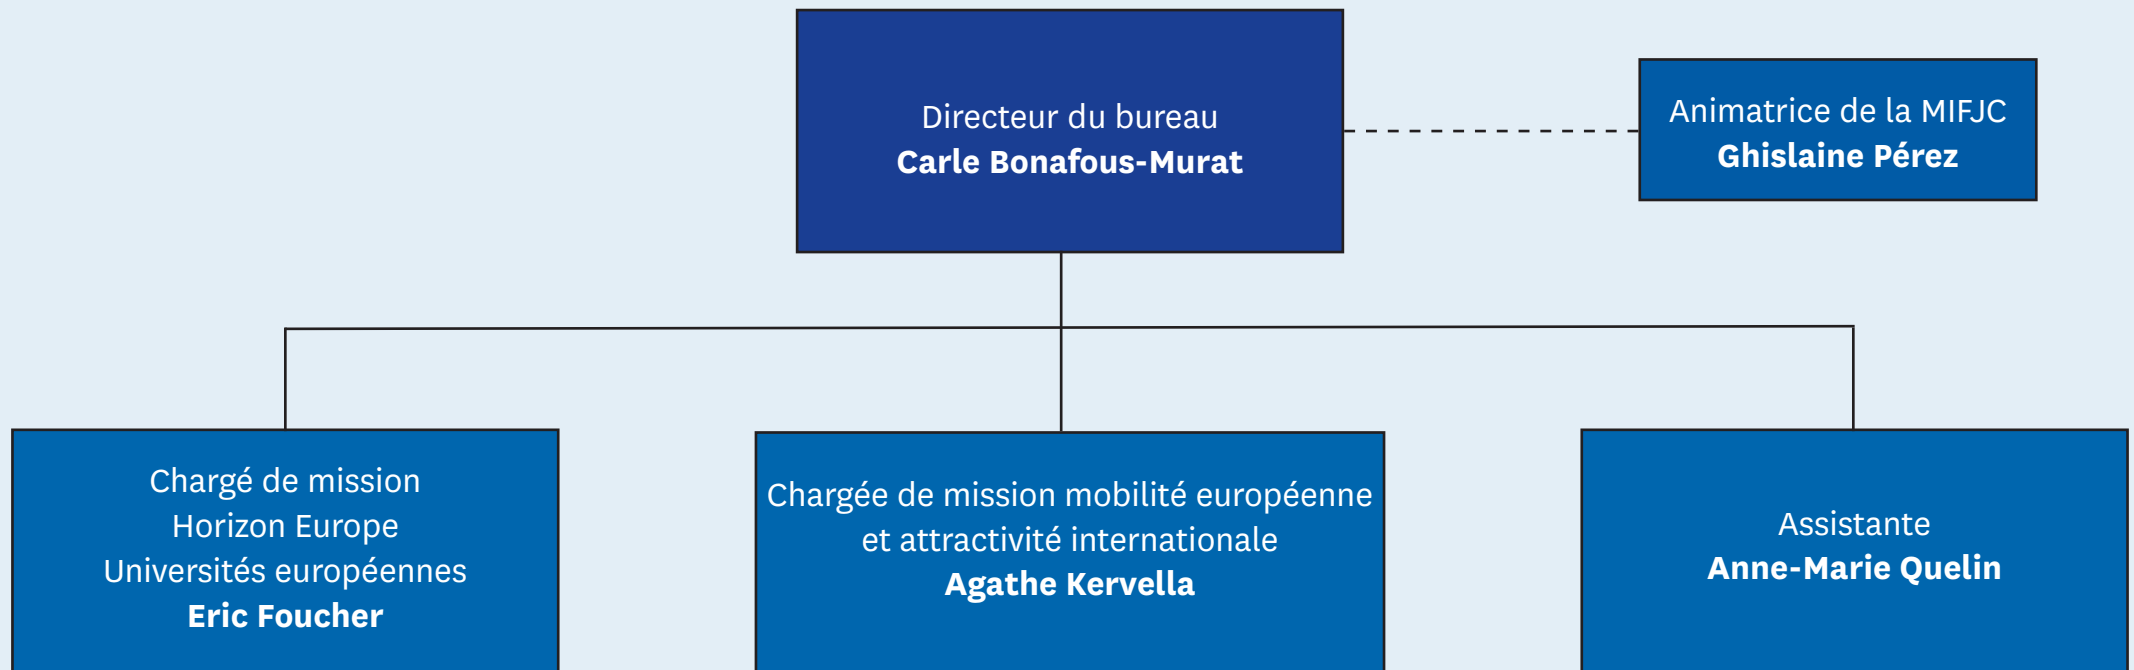 Directeur du bureau
Carle Bonafous-Murat
Animatrice de la MIFJC
Ghislaine Pérez
Chargé de mission
Horizon Europe
Universités européennes
Eric Foucher
Chargée de mission mobilité européenne
et attractivité internationale
Agathe Kervella
Assistante
Anne-Marie Quelin